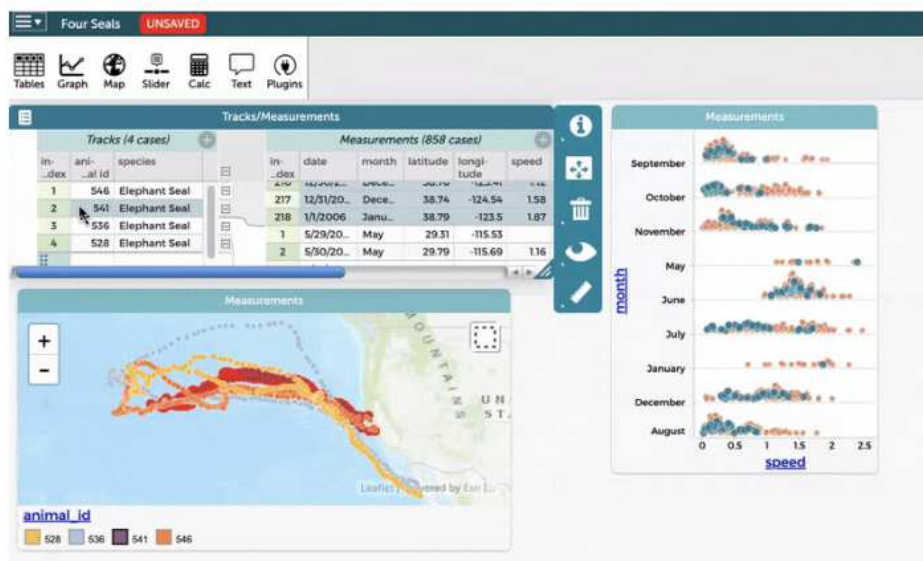 Four Seals UNSAVED
Tables Graph Map Slider Calc Text Plugins
Tracks/Measurements
Tracks (4 cases) Measurements (858 cases)
in-
..dex ani-
..al id species in-
..dex date month latitude longi-
tude speed
1 546 Elephant Seal
217 12/31/20... Dece... 38.74 -124.54 1.58
2 541 Elephant Seal
218 1/1/2006 Janu... 38.79 -123.5 1.87
3 536 Elephant Seal
1 5/29/20... May 29.31 -115.53
4 528 Elephant Seal
2 5/30/20... May 29.79 -115.69 1.16
Measurements
+
-
MOUNTAINS
UN
ST.
Leaflet
animal_id
528 536 541 546
Measurements
month
September
October
November
May
June
July
January
December
August
0 0.5 1 1.5 2 2.5
speed